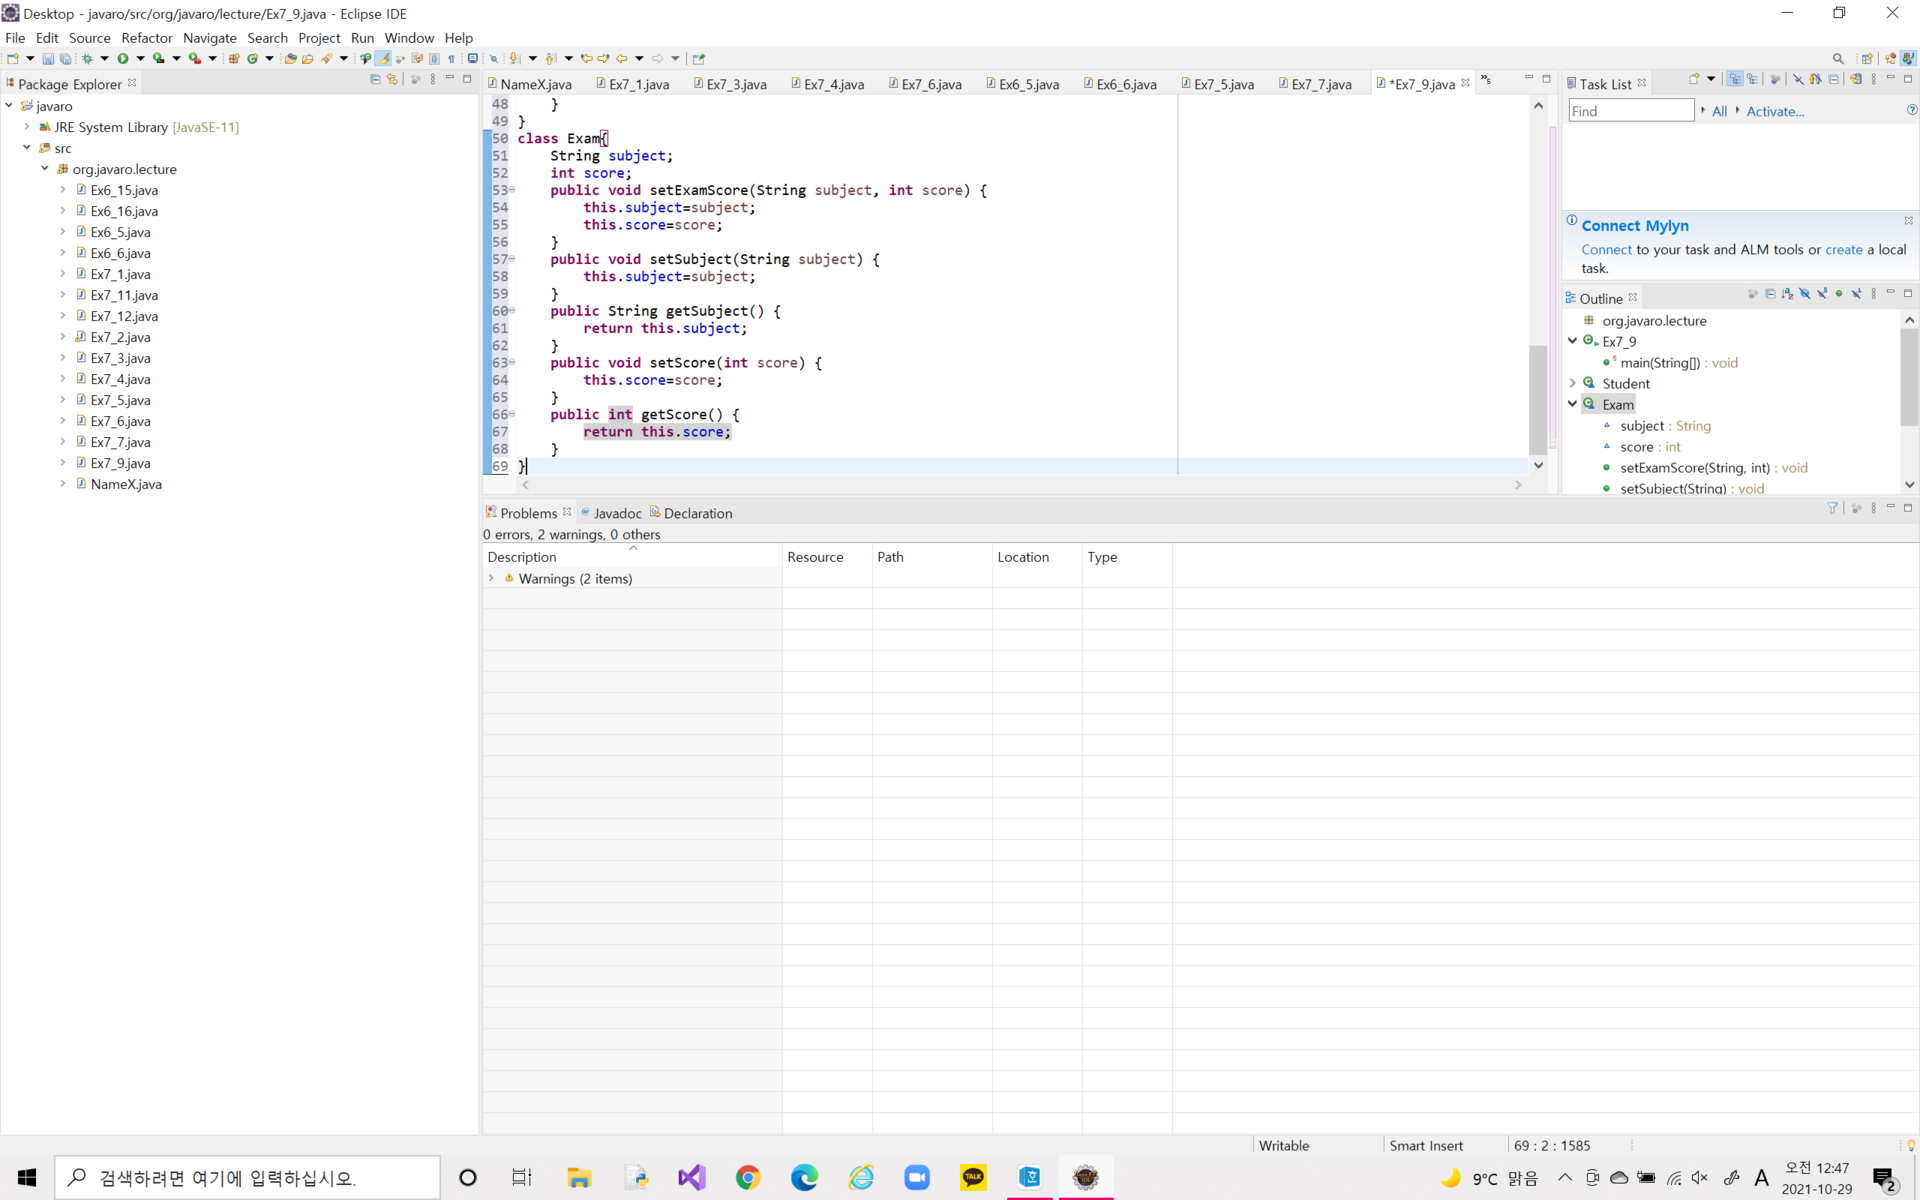 Desktop - javaro/src/org/javaro/lecture/Ex7_9.java - Eclipse IDE
File Edit Source Refactor Navigate Search Project Run Window Help
Package Explorer
javaro
JRE System Library [JavaSE-11]
src
org.javaro.lecture
Ex6_15.java
Ex6_16.java
Ex6_5.java
Ex6_6.java
Ex7_1.java
Ex7_11.java
Ex7_12.java
Ex7_2.java
Ex7_3.java
Ex7_4.java
Ex7_5.java
Ex7_6.java
Ex7_7.java
Ex7_9.java
NameX.java
NameX.java Ex7_1.java Ex7_3.java Ex7_4.java Ex7_6.java Ex6_5.java Ex6_6.java Ex7_5.java Ex7_7.java *Ex7_9.java »5
48 }
49 }
50 class Exam{
51 String subject;
52 int score;
53 public void setExamScore(String subject, int score) {
54 this.subject=subject;
55 this.score=score;
56 }
57 public void setSubject(String subject) {
58 this.subject=subject;
59 }
60 public String getSubject() {
61 return this.subject;
62 }
63 public void setScore(int score) {
64 this.score=score;
65 }
66 public int getScore() {
67 return this.score;
68 }
69 }
Task List
Find All Activate...
Connect Mylyn
Connect to your task and ALM tools or create a local
task.
Outline
org.javaro.lecture
Ex7_9
main(String[]) : void
Student
Exam
subject : String
score : int
setExamScore(String, int) : void
setSubject(String) : void
Problems Javadoc Declaration
0 errors, 2 warnings, 0 others
Description Resource Path Location Type
Warnings (2 items)
Writable Smart Insert 69 : 2 : 1585
검색하려면 여기에 입력하십시오.
TALK
9°C 맑음
A
오전 12:47
2021-10-29
2